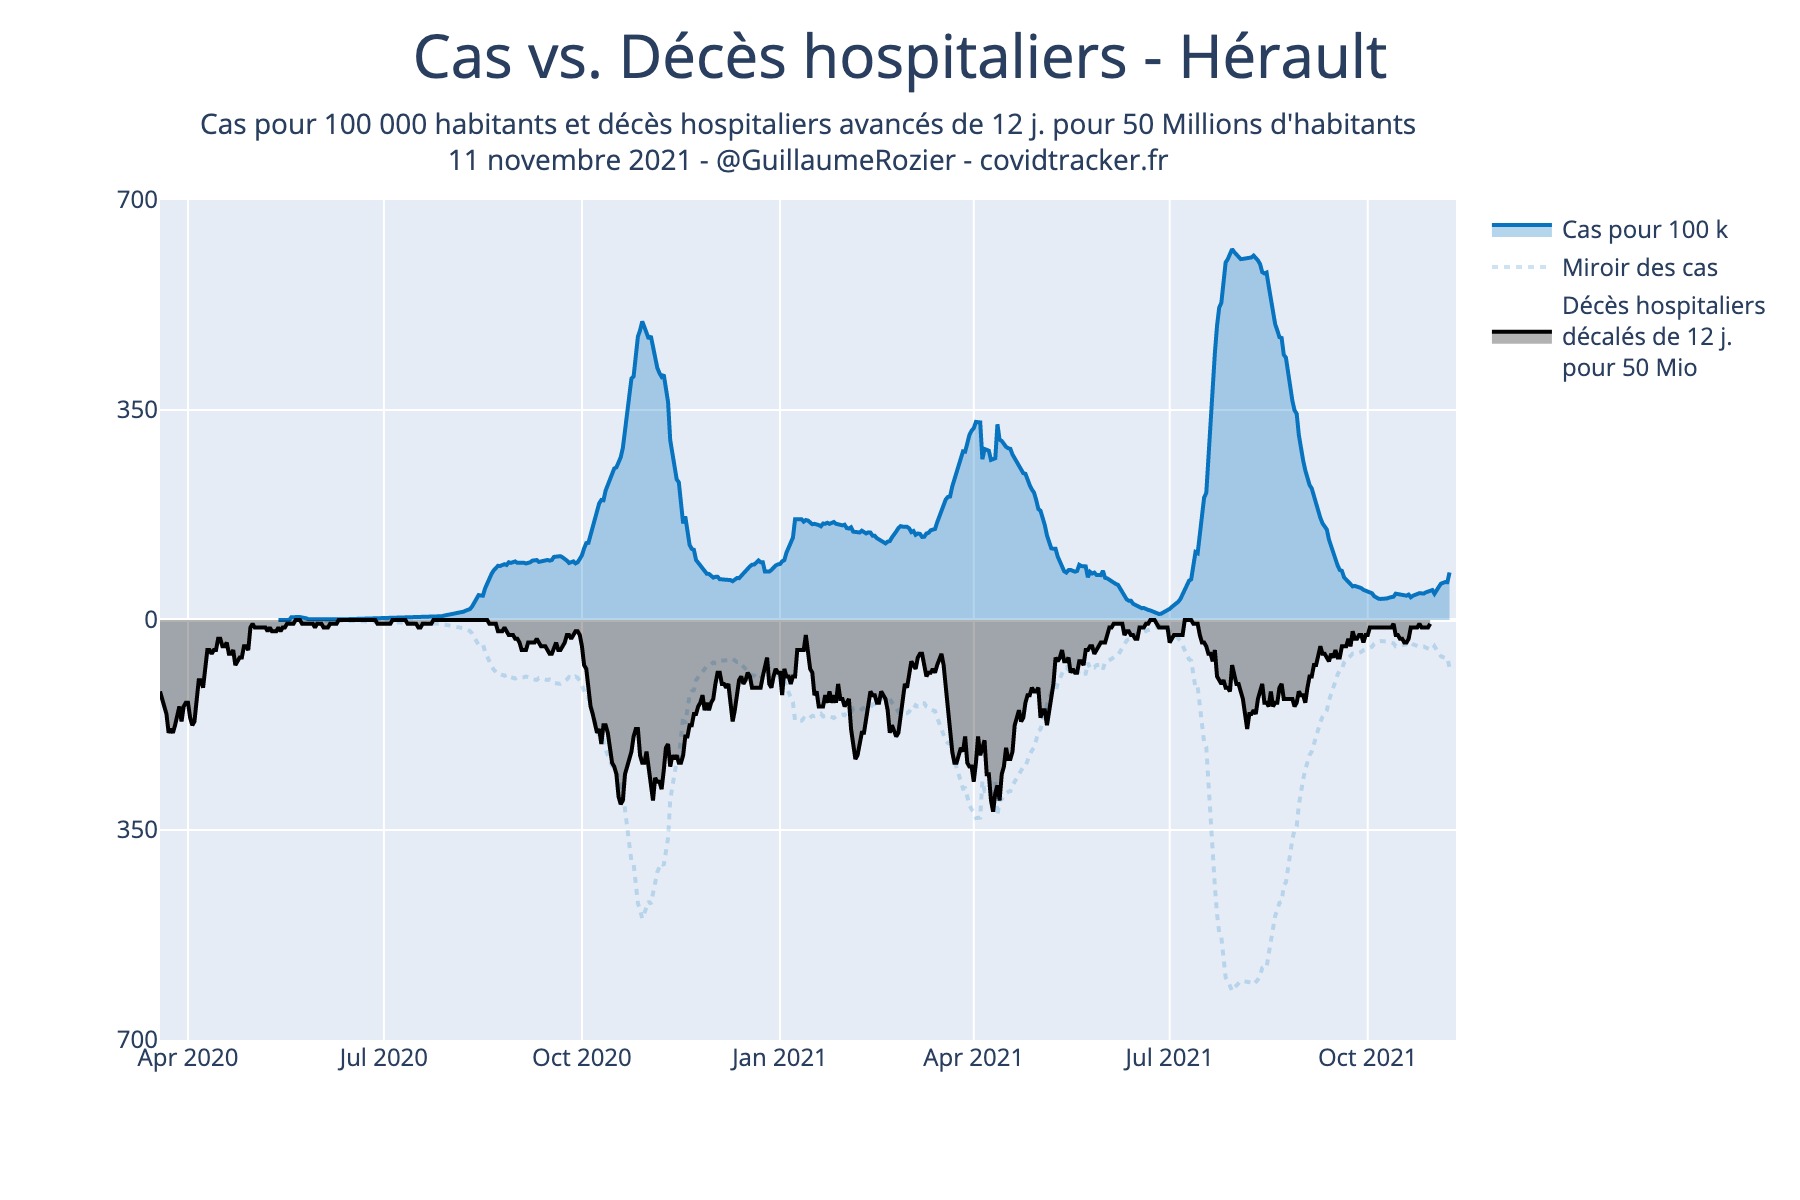 Cas vs. Décès hospitaliers - Hérault
Cas pour 100 000 habitants et décès hospitaliers avancés de 12 j. pour 50 Millions d'habitants
11 novembre 2021 - @GuillaumeRozier - covidtracker.fr
700
350
0
350
700
Apr 2020
Jul 2020
Oct 2020
Jan 2021
Apr 2021
Jul 2021
Oct 2021
Cas pour 100 k
Miroir des cas
Décès hospitaliers
décalés de 12 j.
pour 50 Mio